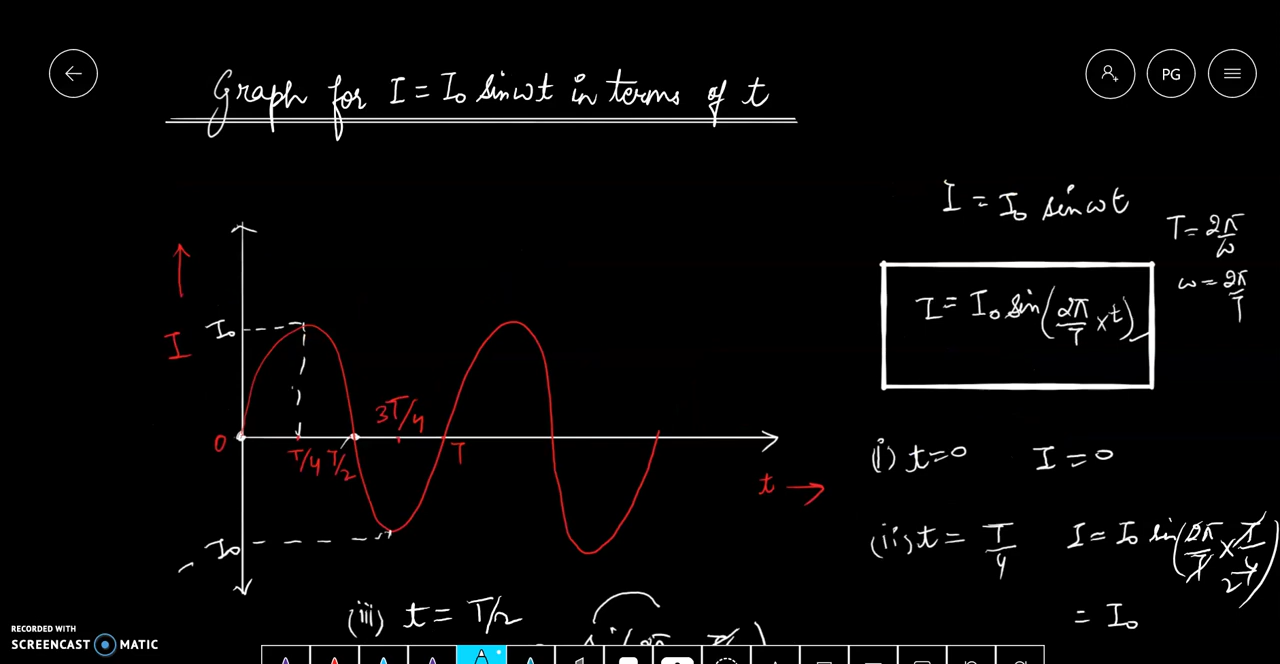 PG
Graph for I = I₀ sin ωt in terms of t
I = I₀ sin ωt
T = 2π/ω
ω = 2π/T
I = I₀ sin(2π/T × t)
I₀
I
3T/4
0
T/4 T/2
T
t →
-I₀
(i) t=0 I = 0
(ii) t = T/4 I = I₀ sin(2π/T × T/4)
2
= I₀
(iii) t = T/2
RECORDED WITH
SCREENCAST MATIC